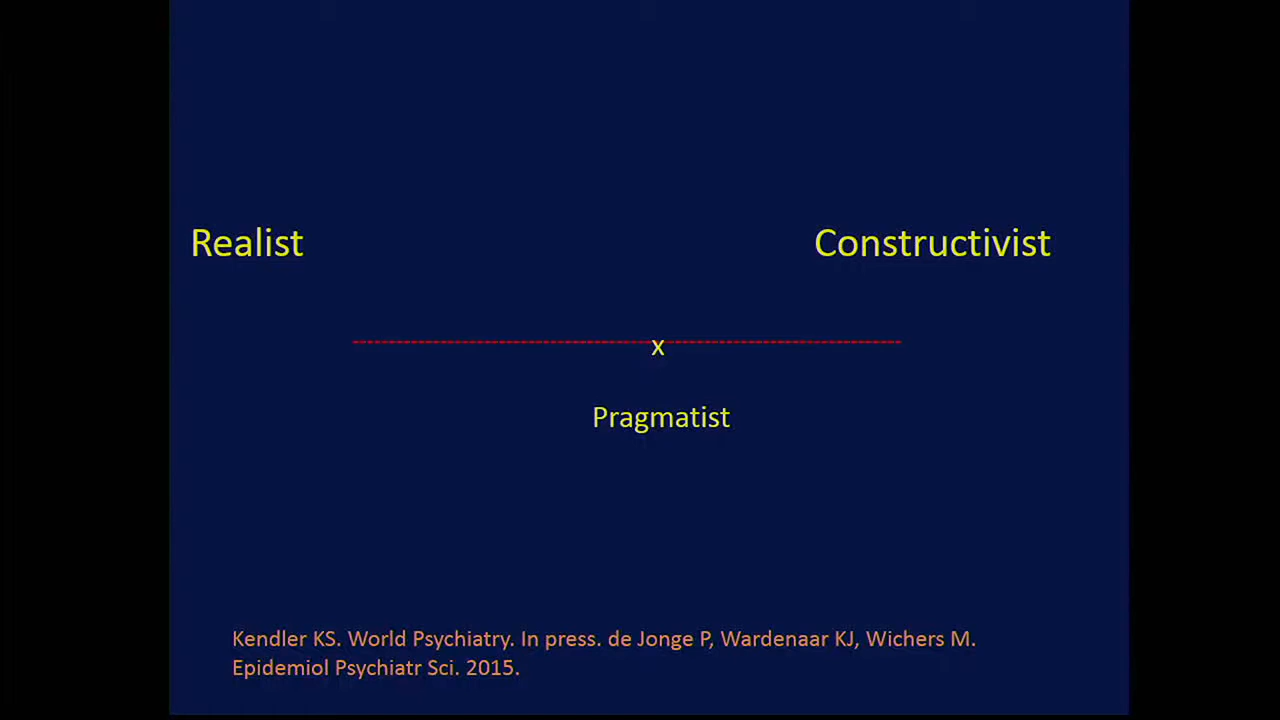 Realist
Constructivist
x
Pragmatist
Kendler KS. World Psychiatry. In press. de Jonge P, Wardenaar KJ, Wichers M.
Epidemiol Psychiatr Sci. 2015.